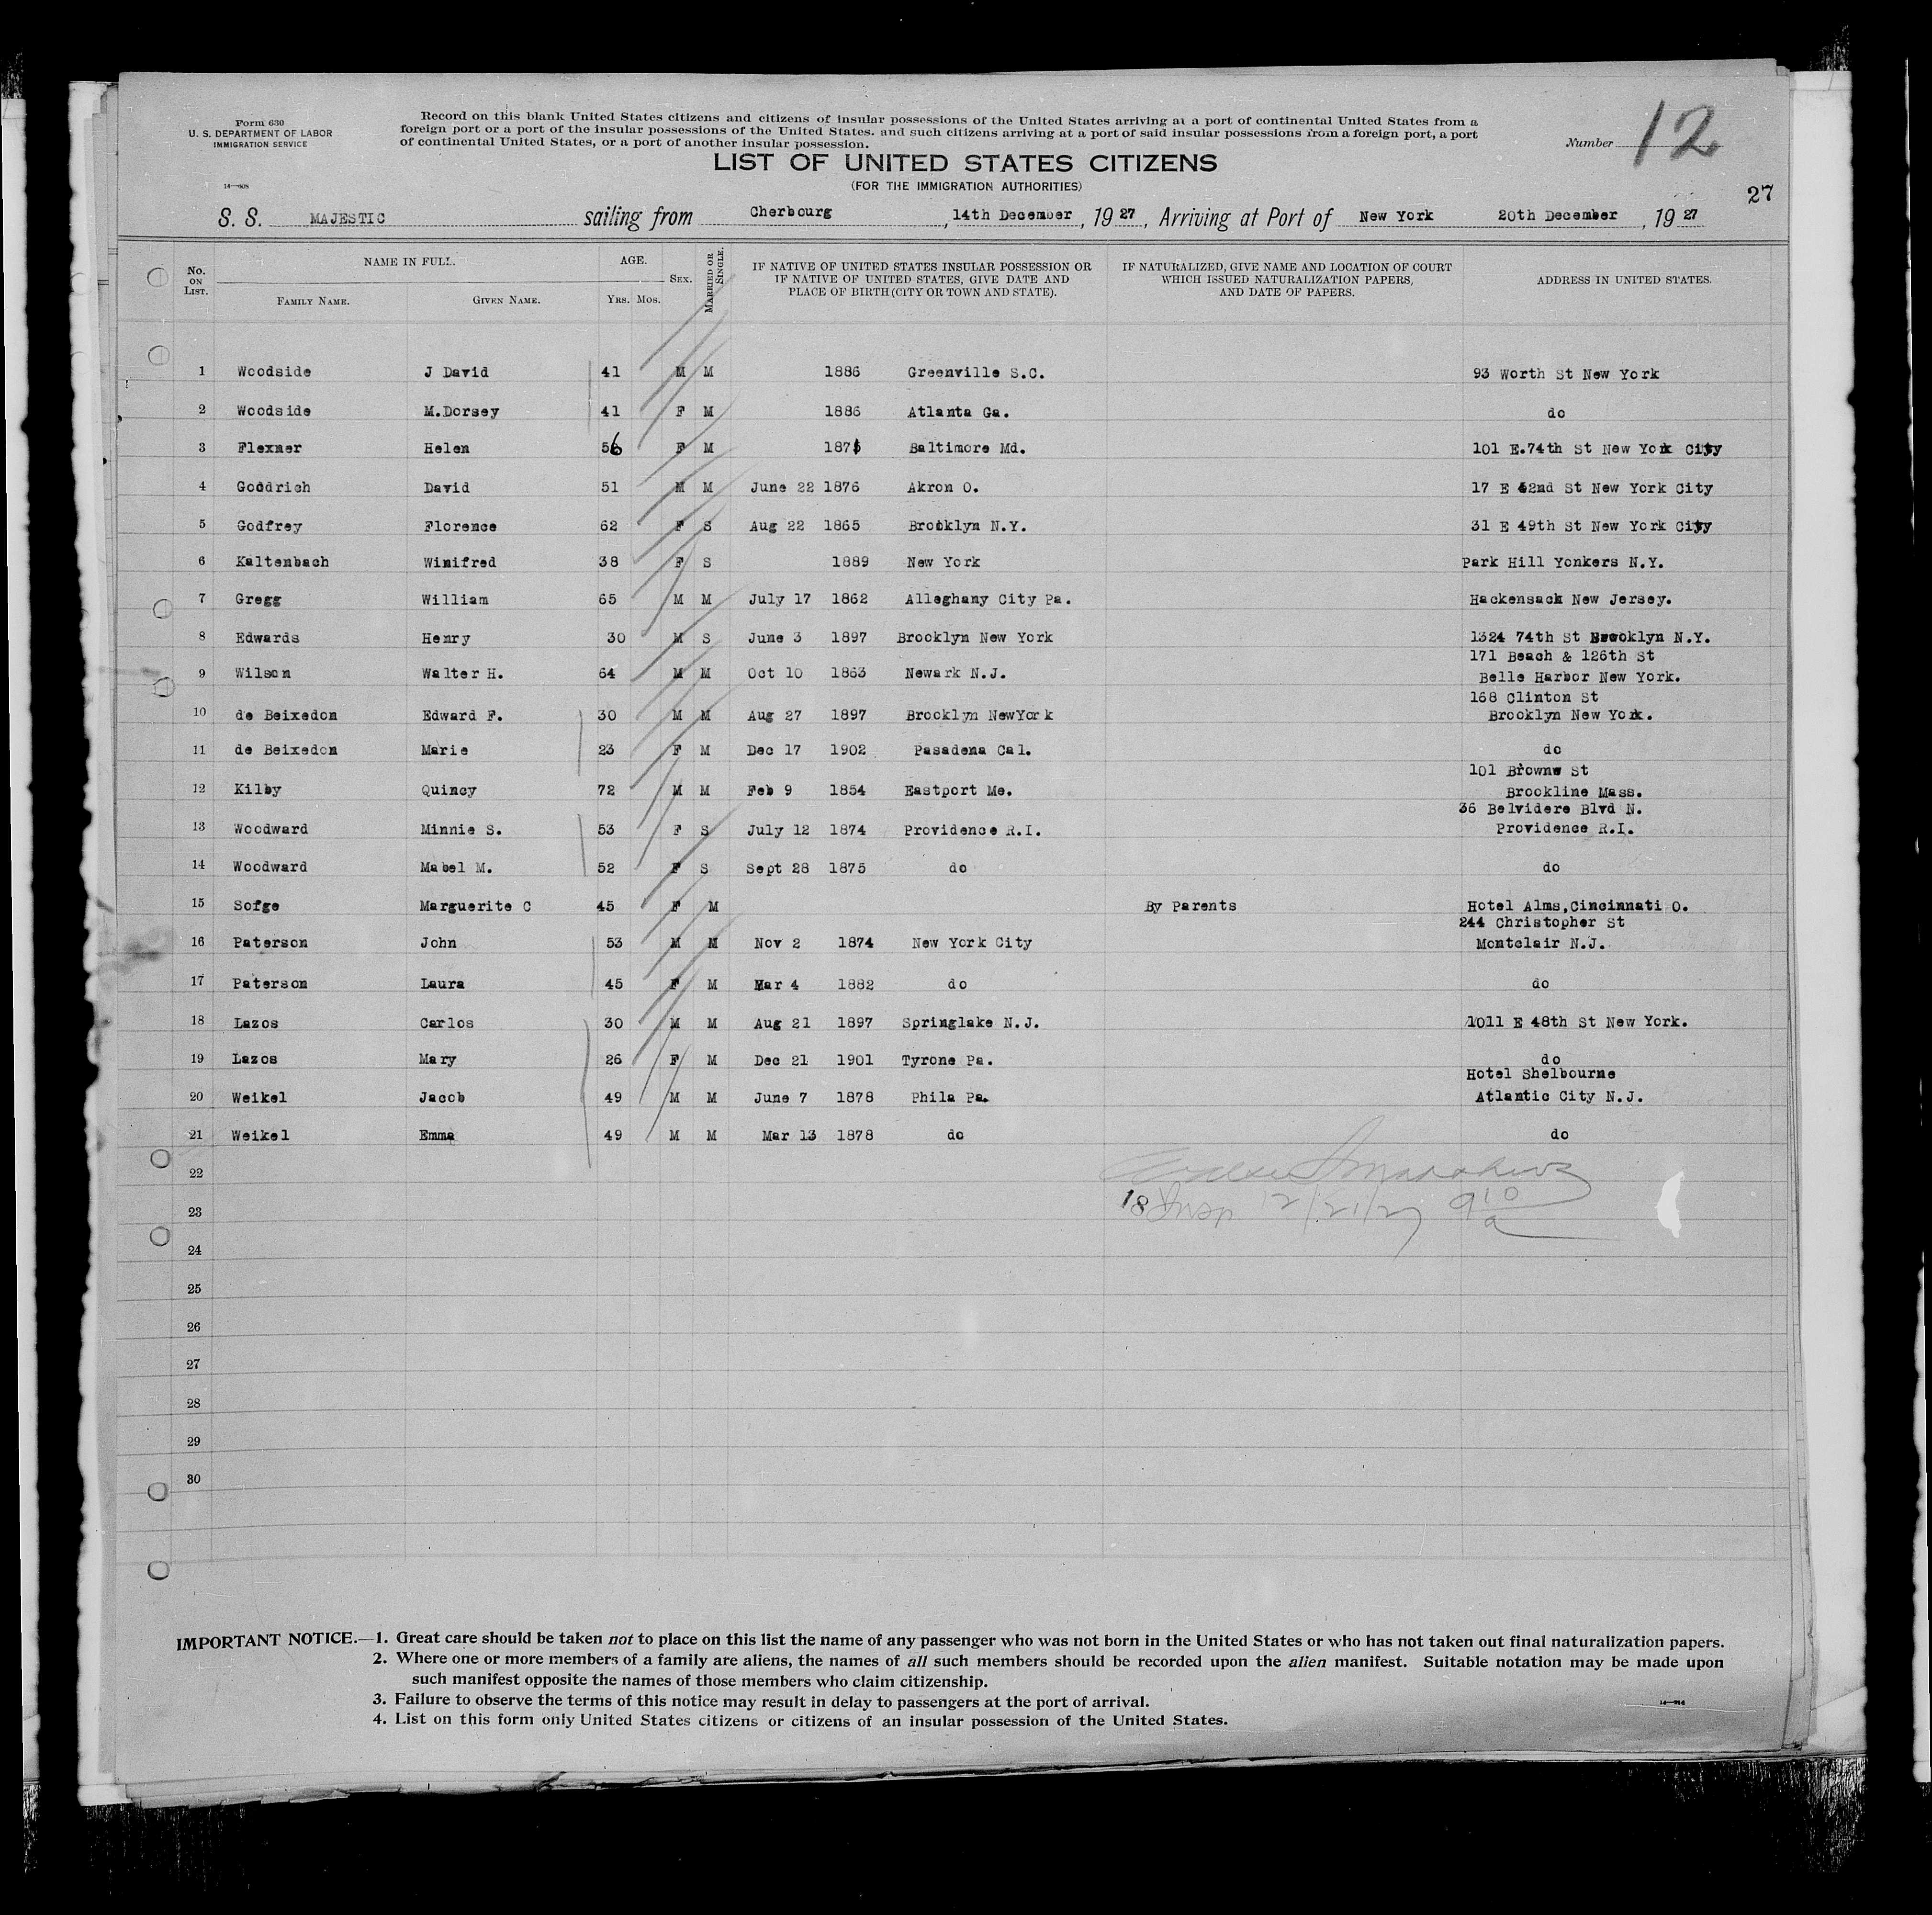 Form 630
U. S. DEPARTMENT OF LABOR
IMMIGRATION SERVICE
14—608
Record on this blank United States citizens and citizens of insular possessions of the United States arriving at a port of continental United States from a
foreign port or a port of the insular possessions of the United States. and such citizens arriving at a port of said insular possessions from a foreign port, a port
of continental United States, or a port of another insular possession.
Number 12
LIST OF UNITED STATES CITIZENS
(FOR THE IMMIGRATION AUTHORITIES)
27
S. S. MAJESTIC sailing from Cherbourg, 14th December, 1927, Arriving at Port of New York 20th December, 1927
No. ON LIST. NAME IN FULL. FAMILY NAME. GIVEN NAME. AGE. YRS. MOS. SEX. MARRIED OR SINGLE. IF NATIVE OF UNITED STATES INSULAR POSSESSION OR IF NATIVE OF UNITED STATES, GIVE DATE AND PLACE OF BIRTH (CITY OR TOWN AND STATE). IF NATURALIZED, GIVE NAME AND LOCATION OF COURT WHICH ISSUED NATURALIZATION PAPERS, AND DATE OF PAPERS. ADDRESS IN UNITED STATES.
1 Woodside J David 41 M M 1886 Greenville S.C. 93 Worth St New York
2 Woodside M.Dorsey 41 F M 1886 Atlanta Ga. do
3 Flexner Helen 56 F M 1871 Baltimore Md. 101 E.74th St New York City
4 Goodrich David 51 M M June 22 1876 Akron O. 17 E 42nd St New York City
5 Godfrey Florence 62 F S Aug 22 1865 Brooklyn N.Y. 31 E 49th St New York City
6 Kaltenbach Winifred 38 F S 1889 New York Park Hill Yonkers N.Y.
7 Gregg William 65 M M July 17 1862 Alleghany City Pa. Hackensack New Jersey.
8 Edwards Henry 30 M S June 3 1897 Brooklyn New York 1324 74th St Brooklyn N.Y.
9 Wilson Walter H. 64 M M Oct 10 1863 Newark N.J. 171 Beach & 126th St Belle Harbor New York.
10 de Beixedon Edward F. 30 M M Aug 27 1897 Brooklyn NewYork 168 Clinton St Brooklyn New York.
11 de Beixedon Marie 23 F M Dec 17 1902 Pasadena Cal. do
12 Kilby Quincy 72 M M Feb 9 1854 Eastport Me. 101 Browne St Brookline Mass.
13 Woodward Minnie S. 53 F S July 12 1874 Providence R.I. 36 Belvidere Blvd N. Providence R.I.
14 Woodward Mabel M. 52 F S Sept 28 1875 do do
15 Sofge Marguerite C 45 F M By Parents Hotel Alms,Cincinnati O.
16 Paterson John 53 M M Nov 2 1874 New York City 244 Christopher St Montclair N.J.
17 Paterson Laura 45 F M Mar 4 1882 do do
18 Lazos Carlos 30 M M Aug 21 1897 Springlake N.J. 1011 E 48th St New York.
19 Lazos Mary 26 F M Dec 21 1901 Tyrone Pa. do
20 Weikel Jacob 49 M M June 7 1878 Phila Pa. Hotel Shelbourne Atlantic City N.J.
21 Weikel Emma 49 M M Mar 13 1878 do do
22
23 18 Insp 12/21/27 9 10 a
24
25
26
27
28
29
30
IMPORTANT NOTICE.—1. Great care should be taken not to place on this list the name of any passenger who was not born in the United States or who has not taken out final naturalization papers.
2. Where one or more members of a family are aliens, the names of all such members should be recorded upon the alien manifest. Suitable notation may be made upon
such manifest opposite the names of those members who claim citizenship.
3. Failure to observe the terms of this notice may result in delay to passengers at the port of arrival.
4. List on this form only United States citizens or citizens of an insular possession of the United States.